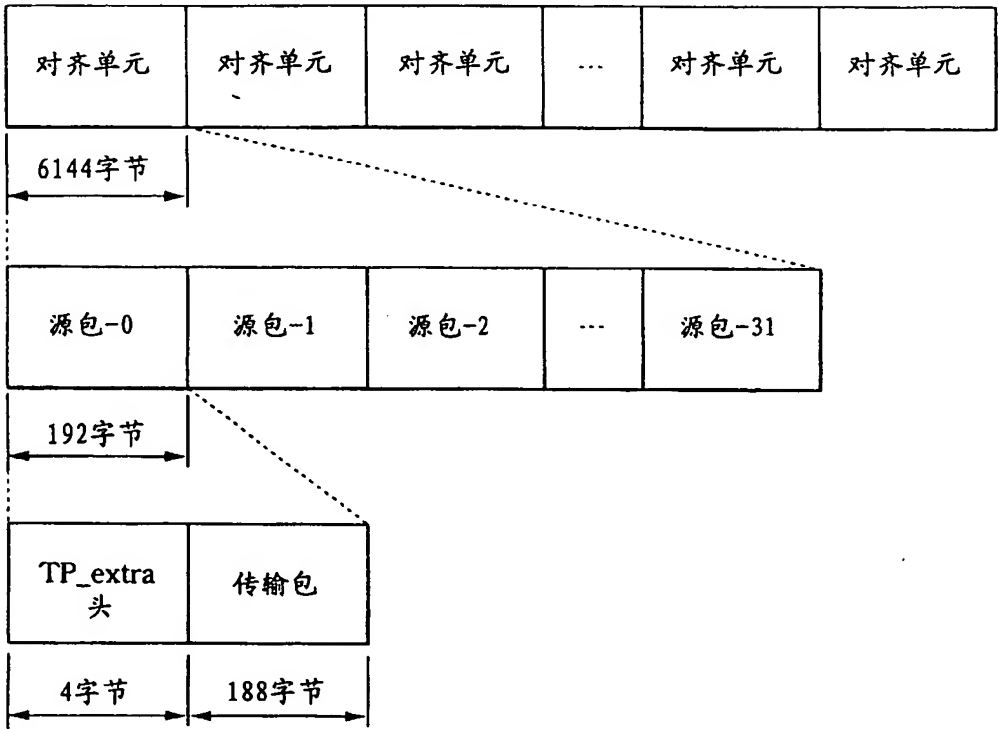 对齐单元 对齐单元 对齐单元 ... 对齐单元 对齐单元
6144字节
源包-0 源包-1 源包-2 ... 源包-31
192字节
TP_extra 传输包
头
4字节 188字节